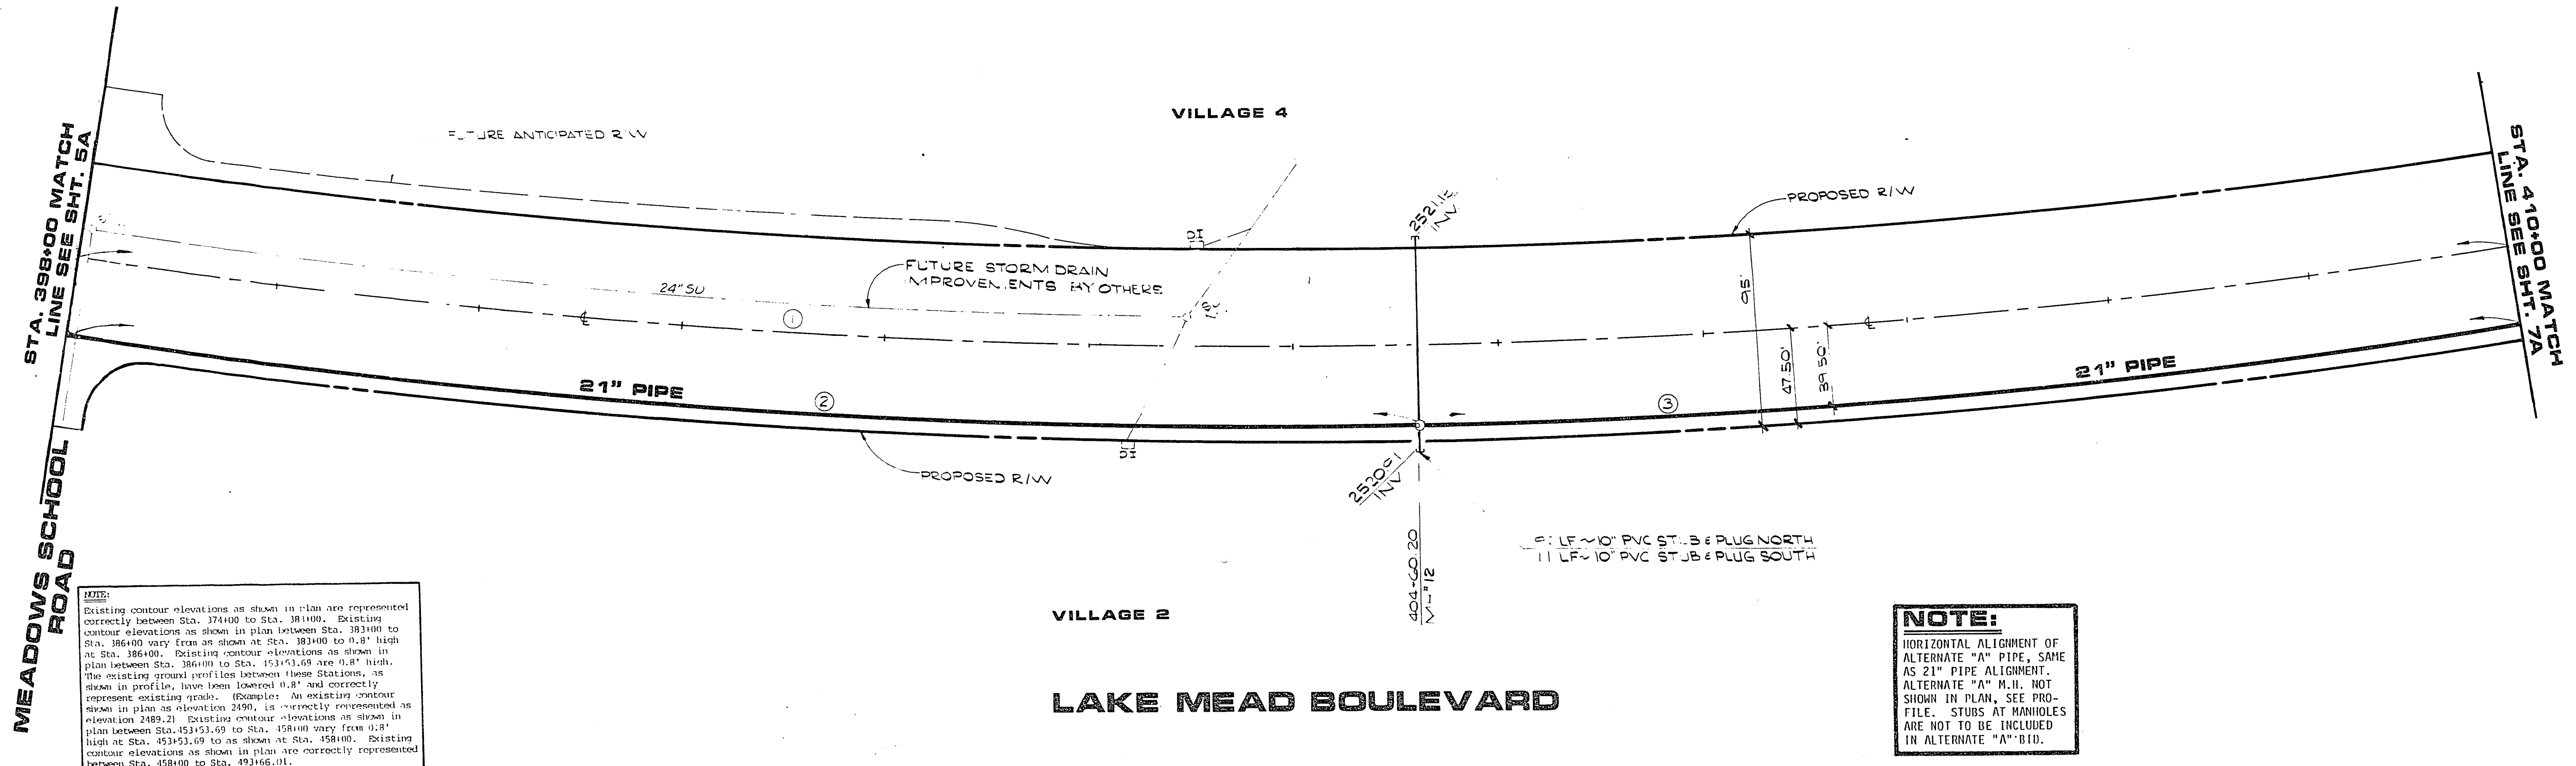 VILLAGE 4
FUTURE ANTICIPATED R/W
STA. 398+00 MATCH
LINE SEE SHT. 5A
STA. 410+00 MATCH
LINE SEE SHT. 7A
2521.15
INV.
PROPOSED R/W
DI
FUTURE STORM DRAIN
IMPROVEMENTS BY OTHERS
24" SD
1
95'
47.50'
39.50'
21" PIPE
2
21" PIPE
3
DI
PROPOSED R/W
2520.91
INV.
404+60.20
LF~10" PVC STUB & PLUG NORTH
11 LF~10" PVC STUB & PLUG SOUTH
MEADOWS SCHOOL
ROAD
VILLAGE 2
LAKE MEAD BOULEVARD
NOTE:
Existing contour elevations as shown in plan are represented
correctly between Sta. 374+00 to Sta. 383+00. Existing
contour elevations as shown in plan between Sta. 383+00 to
Sta. 386+00 vary from as shown at Sta. 383+00 to 0.8' high
at Sta. 386+00. Existing contour elevations as shown in
plan between Sta. 386+00 to Sta. 453+53.69 are 0.8' high.
The existing ground profiles between these Stations, as
shown in profile, have been lowered 0.8' and correctly
represent existing grade. (Example: An existing contour
shown in plan as elevation 2490, is correctly represented as
elevation 2489.2) Existing contour elevations as shown in
plan between Sta.453+53.69 to Sta. 458+00 vary from 0.8'
high at Sta. 453+53.69 to as shown at Sta. 458+00. Existing
contour elevations as shown in plan are correctly represented
between Sta. 458+00 to Sta. 493+66.01.
NOTE:
HORIZONTAL ALIGNMENT OF
ALTERNATE "A" PIPE, SAME
AS 21" PIPE ALIGNMENT.
ALTERNATE "A" M.H. NOT
SHOWN IN PLAN, SEE PRO-
FILE. STUBS AT MANHOLES
ARE NOT TO BE INCLUDED
IN ALTERNATE "A" BID.